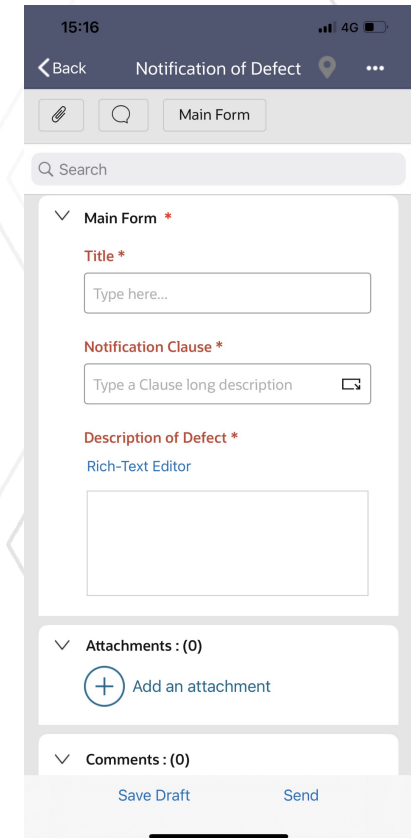 15:16
4G
Back
Notification of Defect
Main Form
Search
Main Form *
Title *
Type here...
Notification Clause *
Type a Clause long description
Description of Defect *
Rich-Text Editor
Attachments : (0)
Add an attachment
Comments : (0)
Save Draft
Send